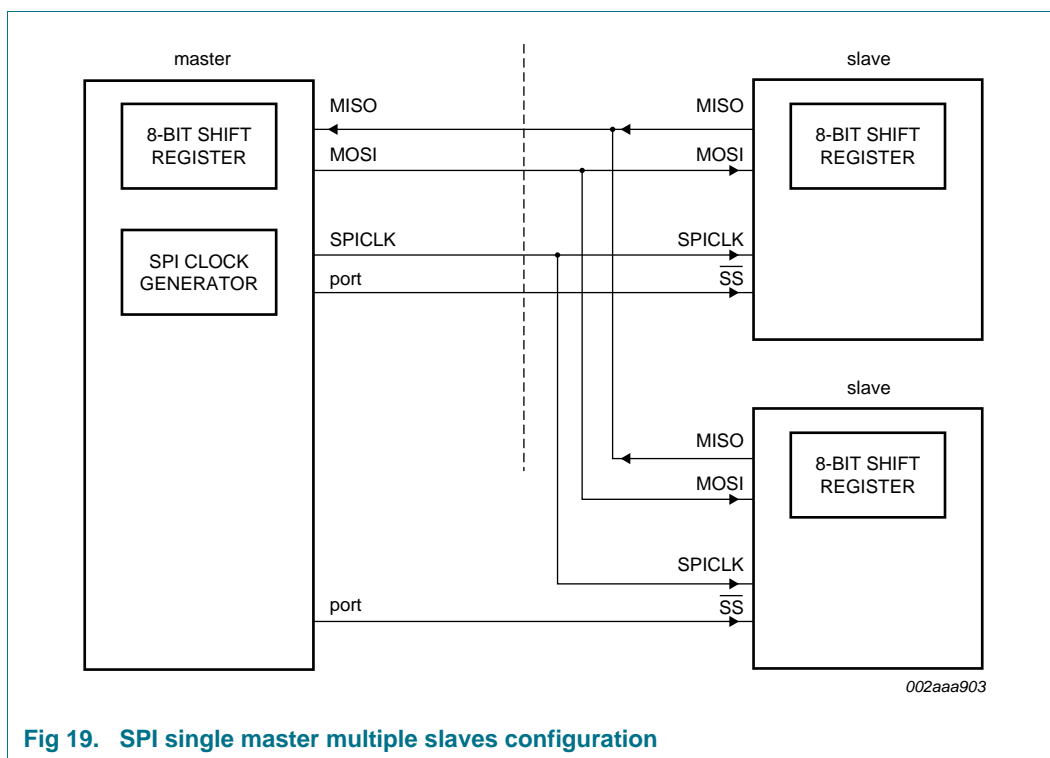 master
slave
8-BIT SHIFT
REGISTER
MISO
MISO
8-BIT SHIFT
REGISTER
MOSI
MOSI
SPI CLOCK
GENERATOR
SPICLK
SPICLK
port
SS
slave
MISO
8-BIT SHIFT
REGISTER
MOSI
SPICLK
port
SS
002aaa903
Fig 19. SPI single master multiple slaves configuration